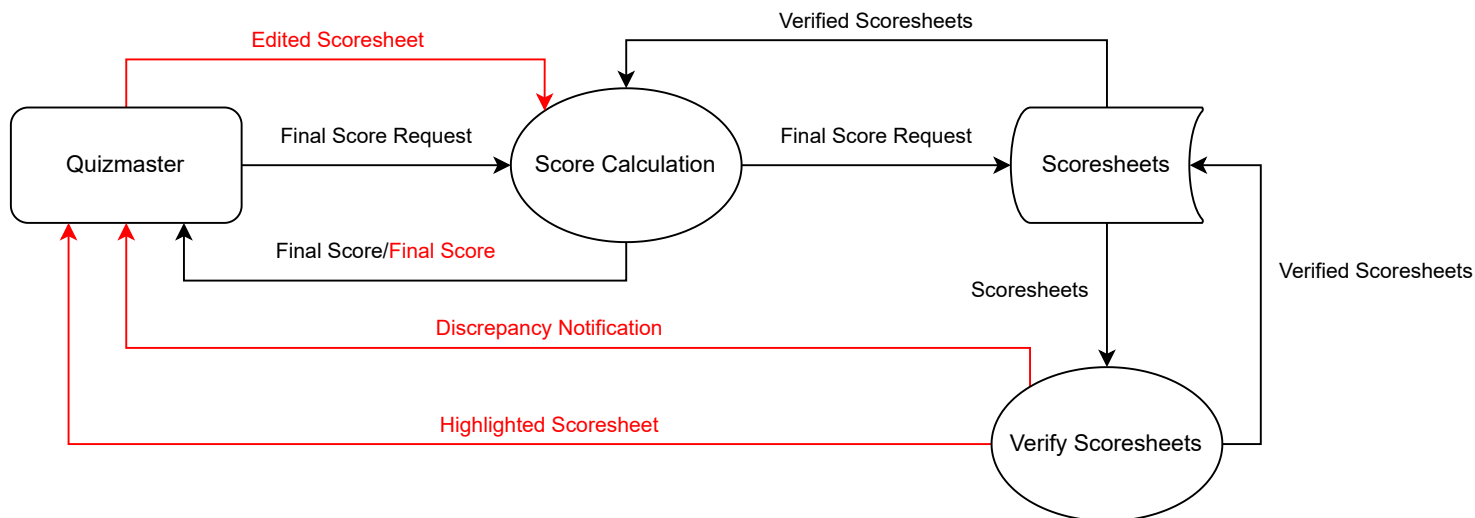 Verified Scoresheets
Edited Scoresheet
Final Score Request
Final Score Request
Quizmaster
Score Calculation
Scoresheets
Final Score/Final Score
Verified Scoresheets
Scoresheets
Discrepancy Notification
Highlighted Scoresheet
Verify Scoresheets